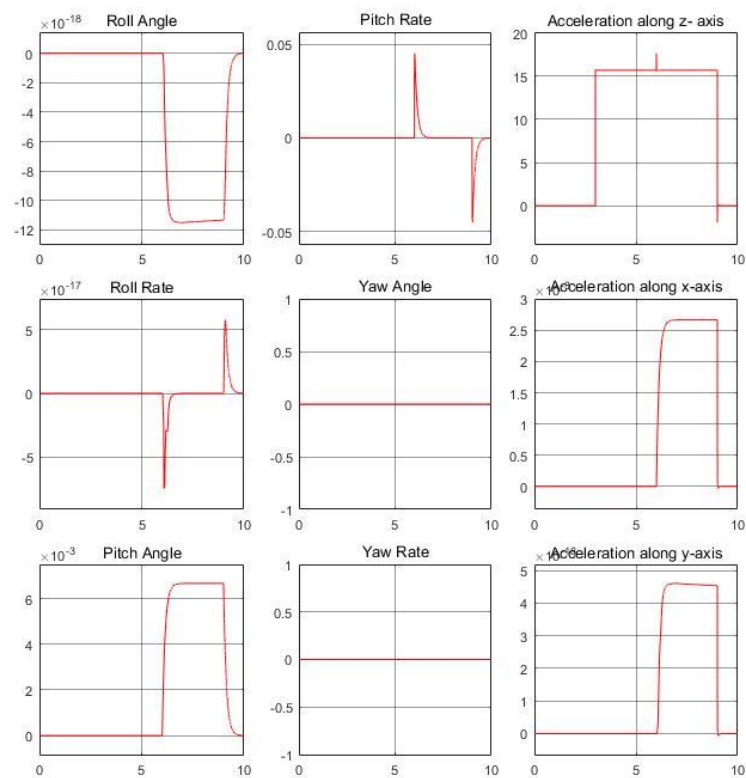 ×10⁻¹⁸ Roll Angle
0
-2
-4
-6
-8
-10
-12
0 5 10
Pitch Rate
0.05
0
-0.05
0 5 10
Acceleration along z- axis
20
15
10
5
0
0 5 10
×10⁻¹⁷ Roll Rate
5
0
-5
0 5 10
Yaw Angle
1
0.5
0
-0.5
-1
0 5 10
Acceleration along x-axis
3
2.5
2
1.5
1
0.5
0
0 5 10
×10⁻³ Pitch Angle
6
4
2
0
0 5 10
Yaw Rate
1
0.5
0
-0.5
-1
0 5 10
Acceleration along y-axis
5
4
3
2
1
0
0 5 10